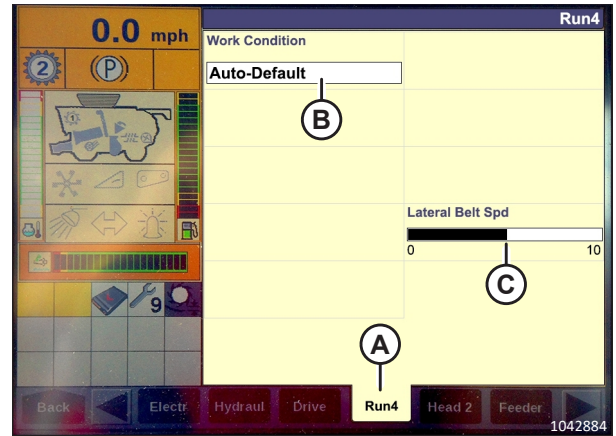 Run4
0.0 mph
Work Condition
2
(P)
Auto-Default
B
Lateral Belt Spd
0
10
C
9
A
Back
Electr
Hydraul
Drive
Run4
Head 2
Feeder
1042884